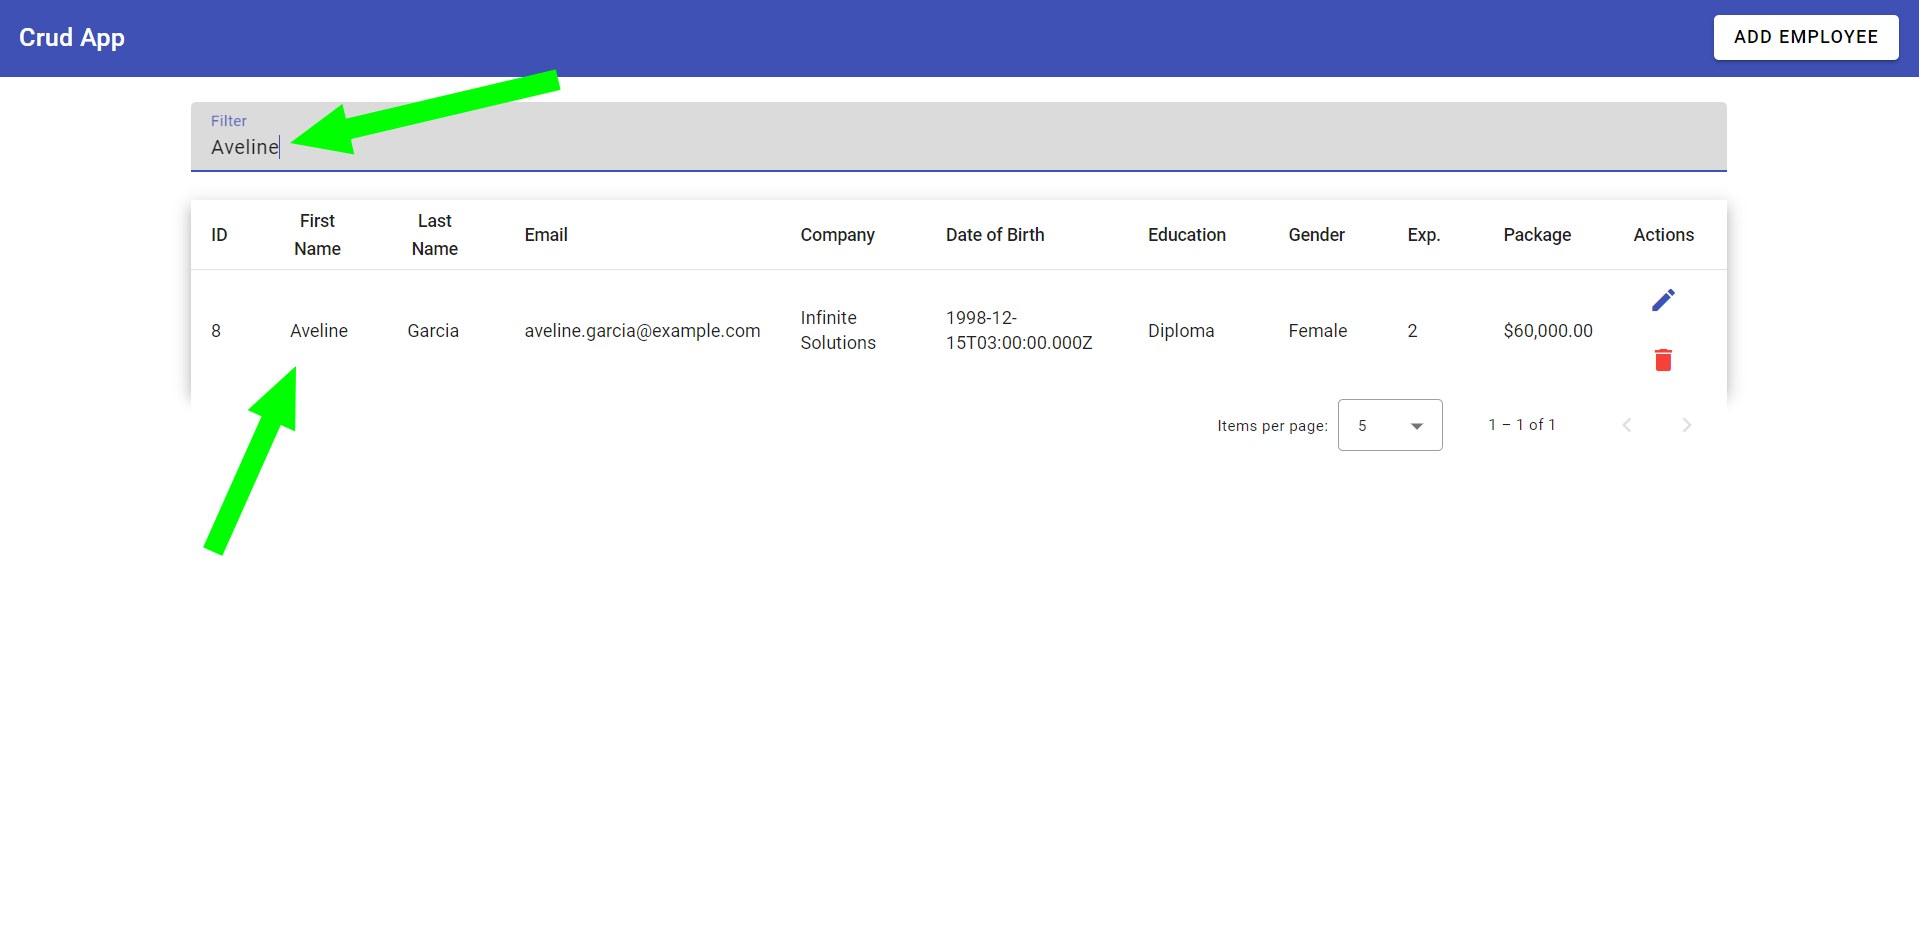 Crud App
ADD EMPLOYEE
Filter
Aveline
ID First Name Last Name Email Company Date of Birth Education Gender Exp. Package Actions
8 Aveline Garcia aveline.garcia@example.com Infinite Solutions 1998-12-15T03:00:00.000Z Diploma Female 2 $60,000.00
Items per page: 5 1 – 1 of 1